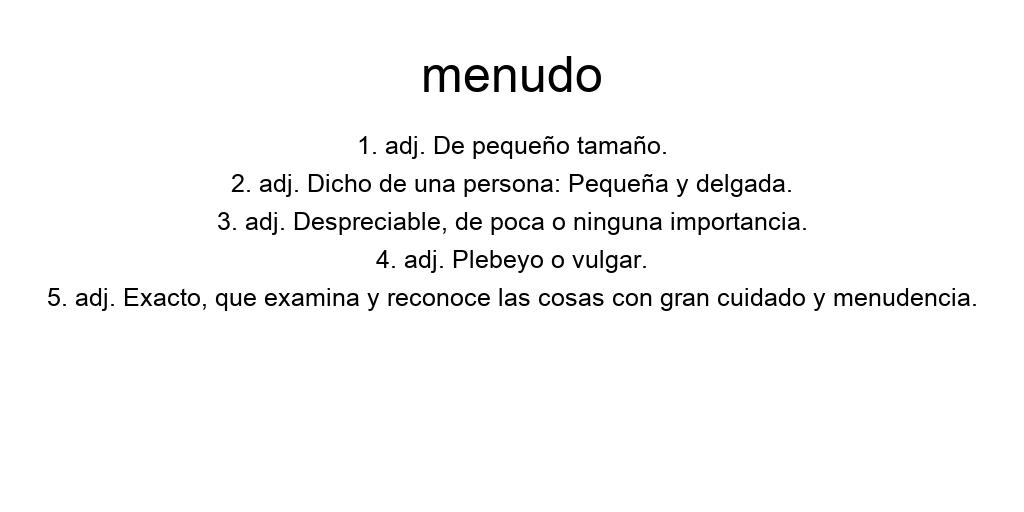 menudo
1. adj. De pequeño tamaño.
2. adj. Dicho de una persona: Pequeña y delgada.
3. adj. Despreciable, de poca o ninguna importancia.
4. adj. Plebeyo o vulgar.
5. adj. Exacto, que examina y reconoce las cosas con gran cuidado y menudencia.